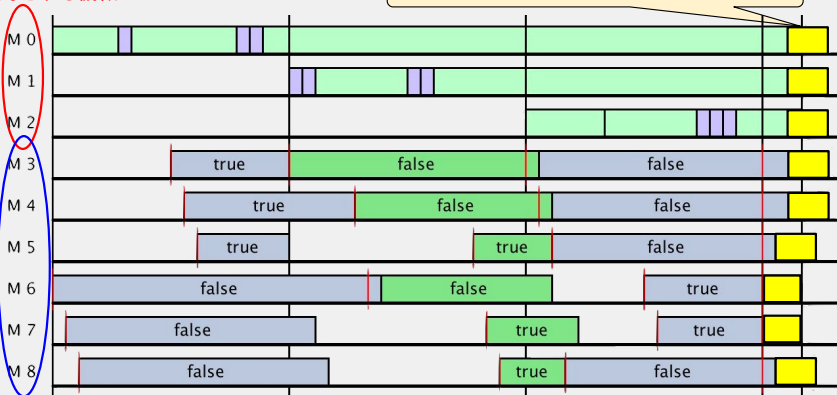 M 0
M 1
M 2
M 3 true false false
M 4 true false false
M 5 true true false
M 6 false false true
M 7 false true true
M 8 false true false